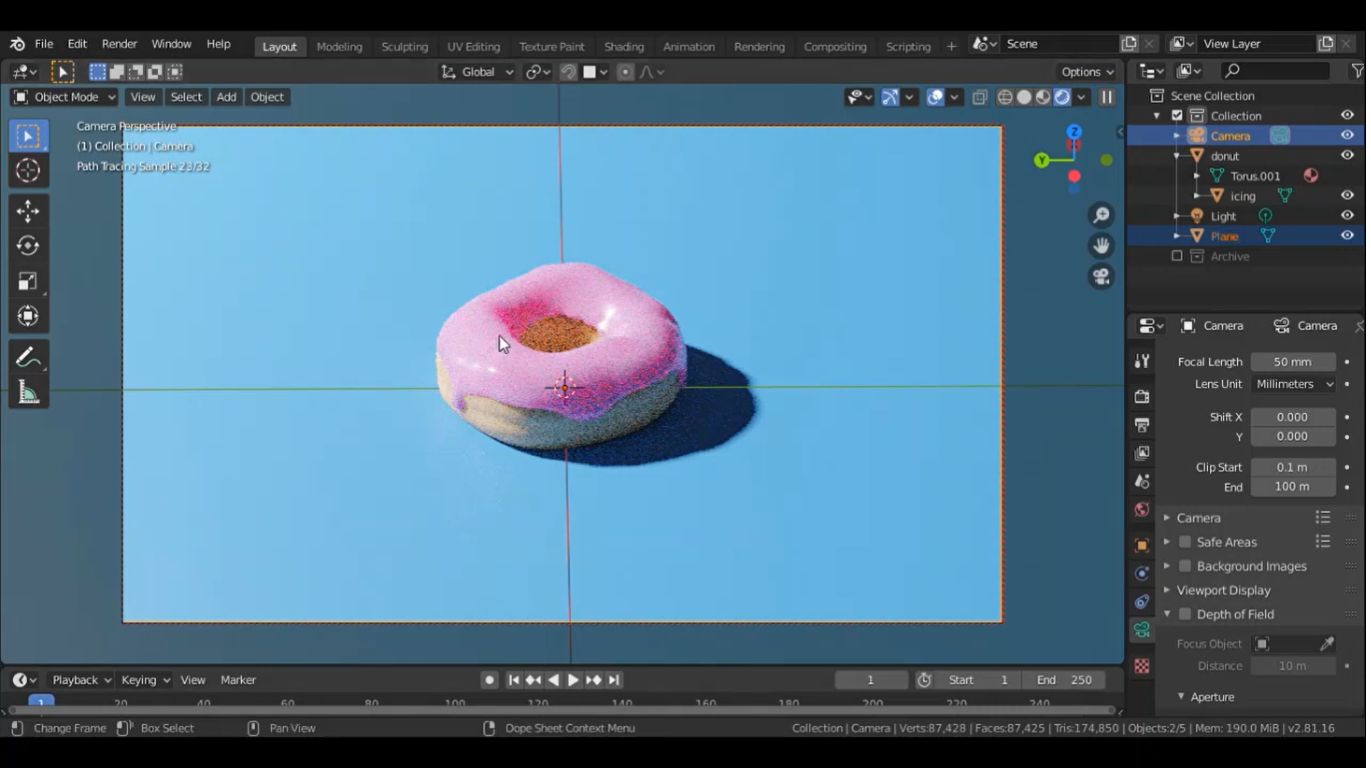 File Edit Render Window Help Layout Modeling Sculpting UV Editing Texture Paint Shading Animation Rendering Compositing Scripting + Scene View Layer
Global Options
Object Mode View Select Add Object
Scene Collection
Collection
Camera
donut
Torus.001
icing
Light
Plane
Archive
Camera Perspective
(1) Collection | Camera
Path Tracing Sample 23/32
Z
Y
Camera Camera
Focal Length 50 mm
Lens Unit Millimeters
Shift X 0.000
Y 0.000
Clip Start 0.1 m
End 100 m
Camera
Safe Areas
Background Images
Viewport Display
Depth of Field
Focus Object
Distance 10 m
Aperture
Playback Keying View Marker 1 Start 1 End 250
1 20 40 60 80 100 120 140 160 180 200 220 240
Change Frame Box Select Pan View Dope Sheet Context Menu Collection | Camera | Verts:87,428 | Faces:87,425 | Tris:174,850 | Objects:2/5 | Mem: 190.0 MiB | v2.81.16